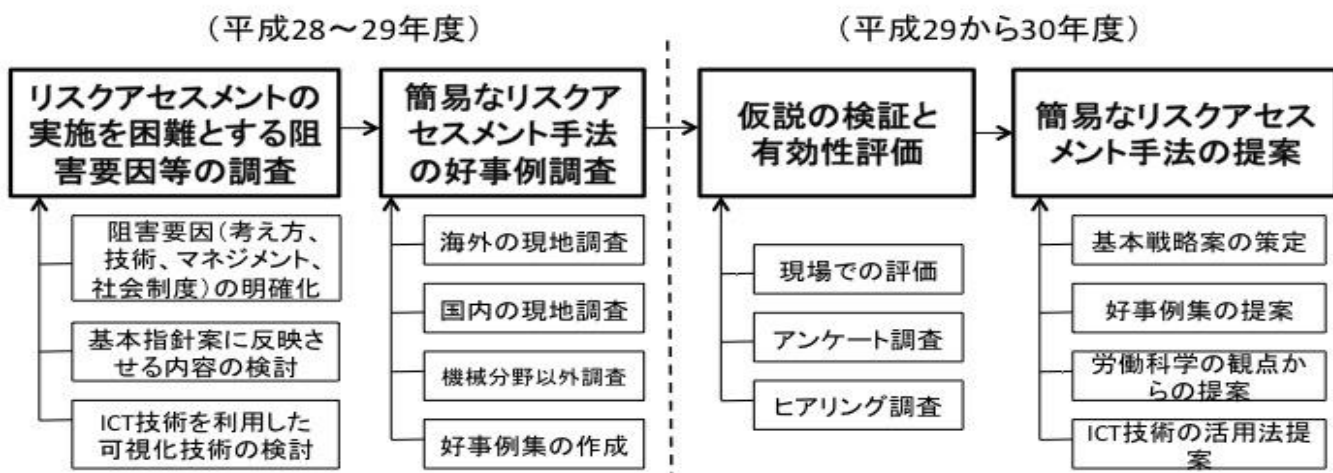 (平成28～29年度)
(平成29から30年度)
リスクアセスメントの
実施を困難とする阻
害要因等の調査
簡易なリスクア
セスメント手法
の好事例調査
仮説の検証と
有効性評価
簡易なリスクアセス
メント手法の提案
阻害要因(考え方、
技術、マネジメント、
社会制度)の明確化
基本指針案に反映さ
せる内容の検討
ICT技術を利用した
可視化技術の検討
海外の現地調査
国内の現地調査
機械分野以外調査
好事例集の作成
現場での評価
アンケート調査
ヒアリング調査
基本戦略案の策定
好事例集の提案
労働科学の観点か
らの提案
ICT技術の活用法提
案